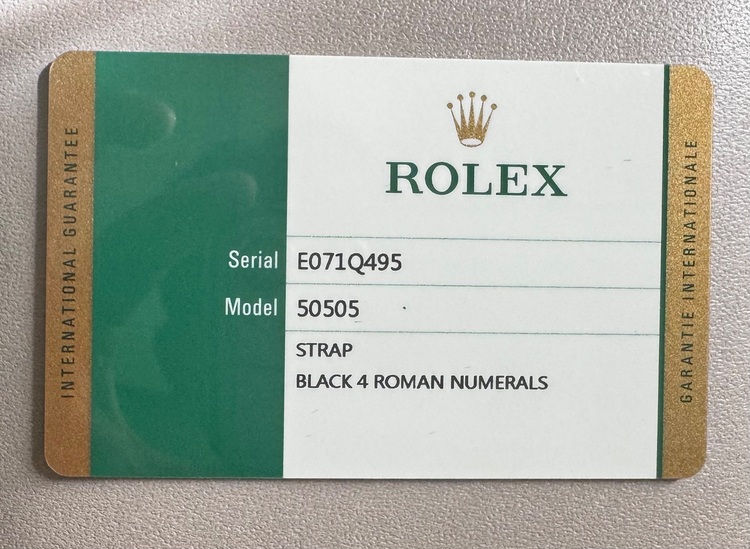 INTERNATIONAL GUARANTEE
ROLEX
Serial E071Q495
Model 50505
STRAP
BLACK 4 ROMAN NUMERALS
GARANTIE INTERNATIONALE